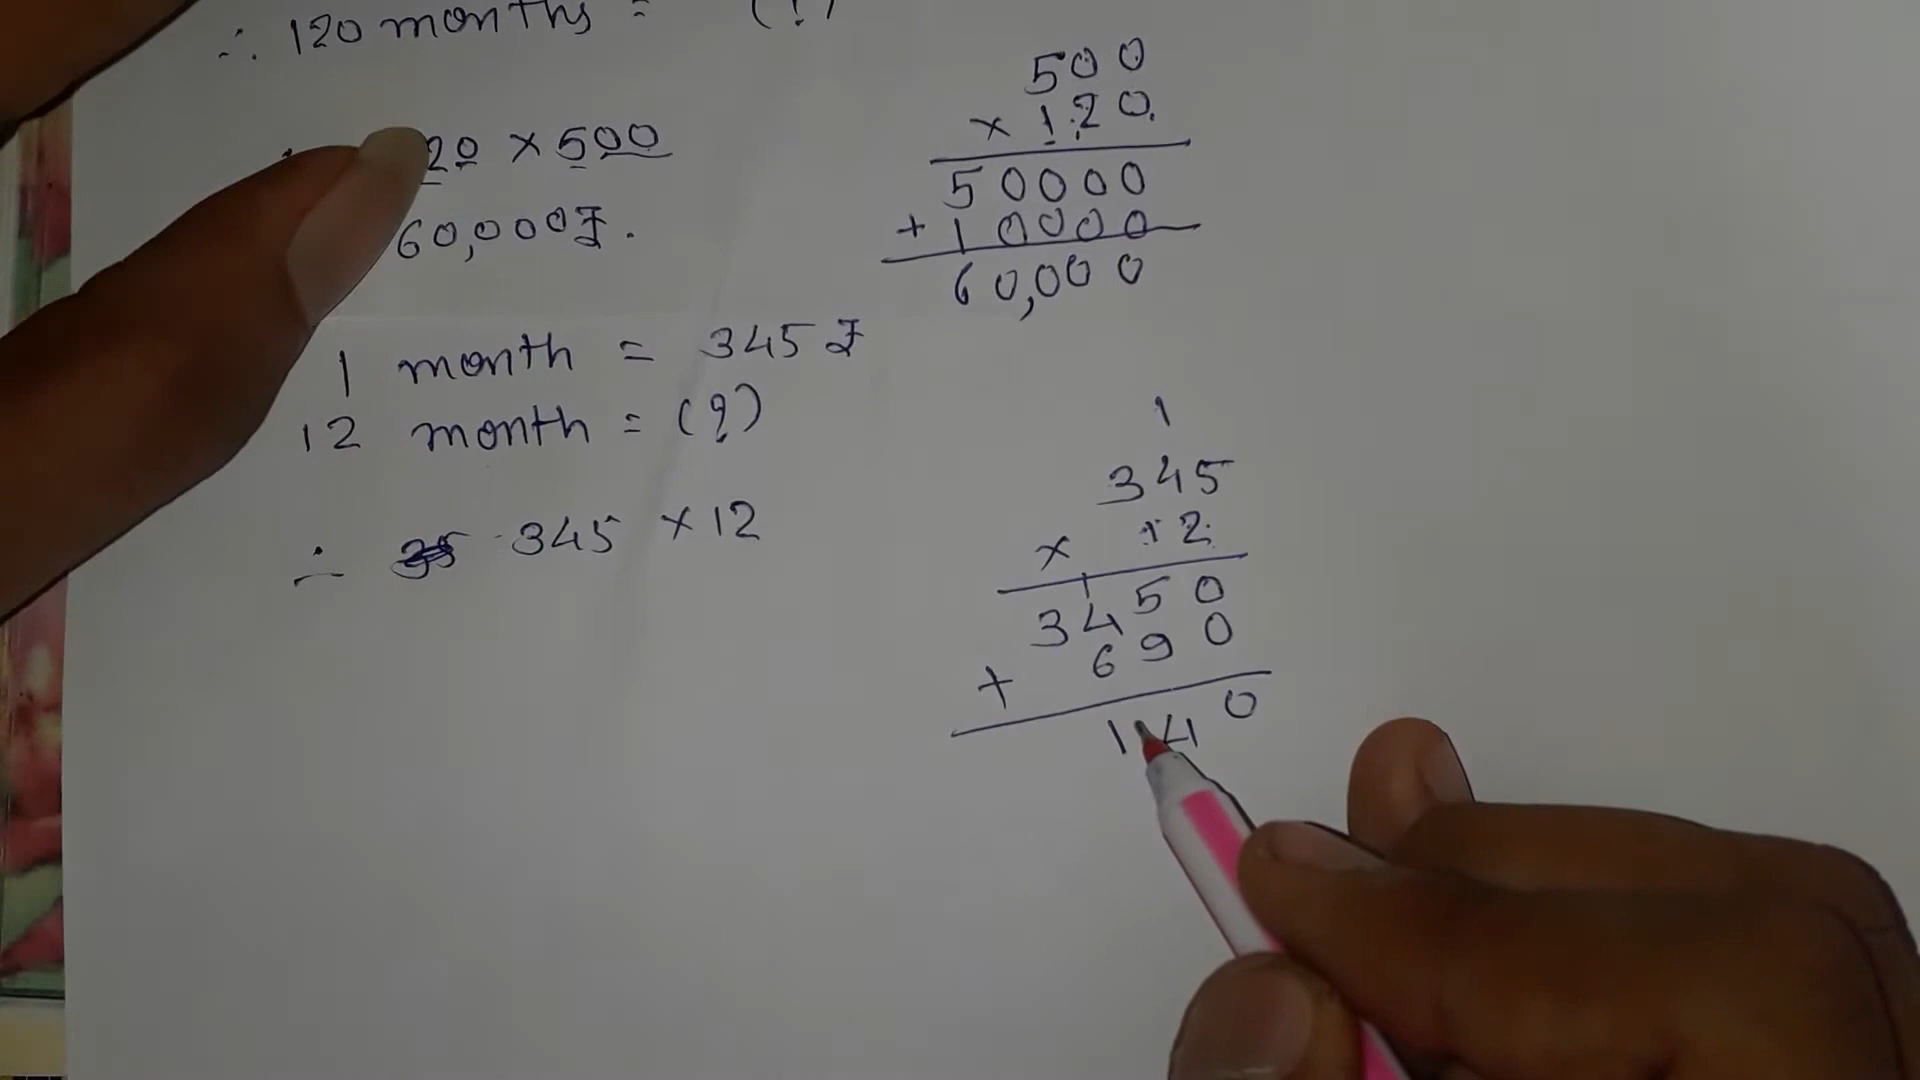 ∴ 120 months = (?)
20 × 500
60,000₹.
500
× 120
50000
+ 10000
60,000
1 month = 345 ₹
12 month = (?)
∴ 345 × 12
1
345
× 12
1
3450
+ 690
140